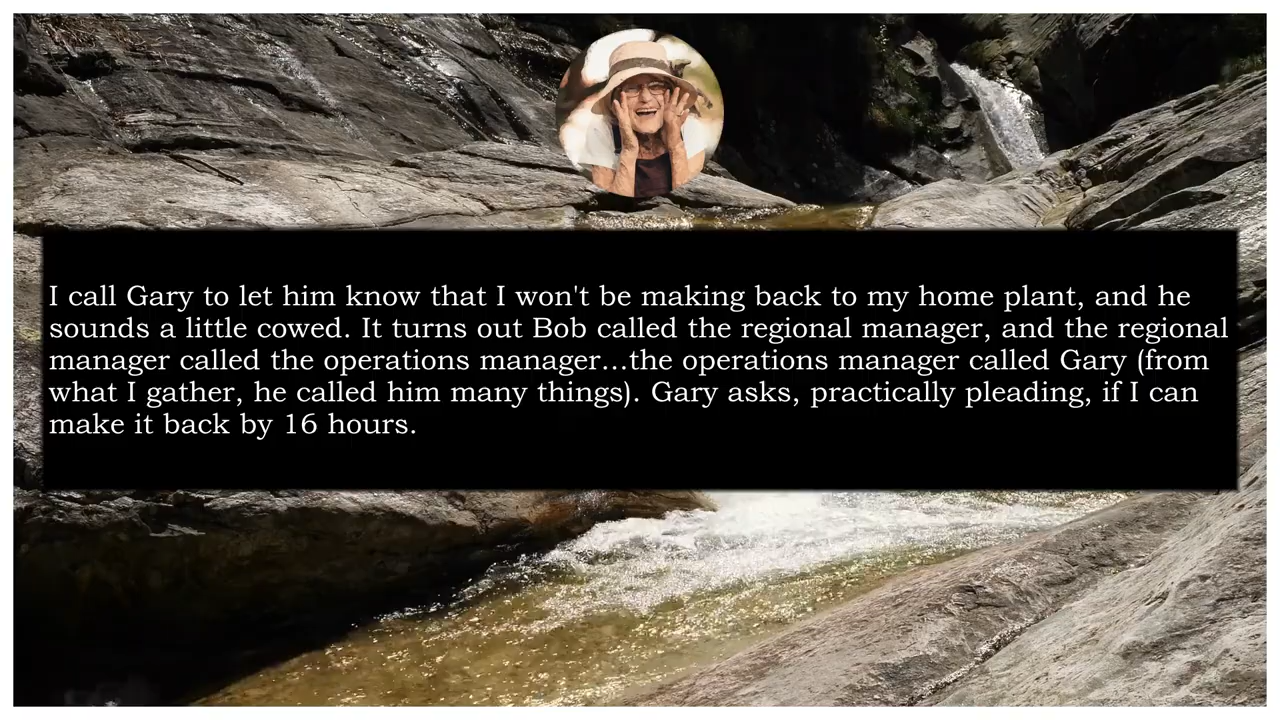 I call Gary to let him know that I won't be making back to my home plant, and he
sounds a little cowed. It turns out Bob called the regional manager, and the regional
manager called the operations manager...the operations manager called Gary (from
what I gather, he called him many things). Gary asks, practically pleading, if I can
make it back by 16 hours.